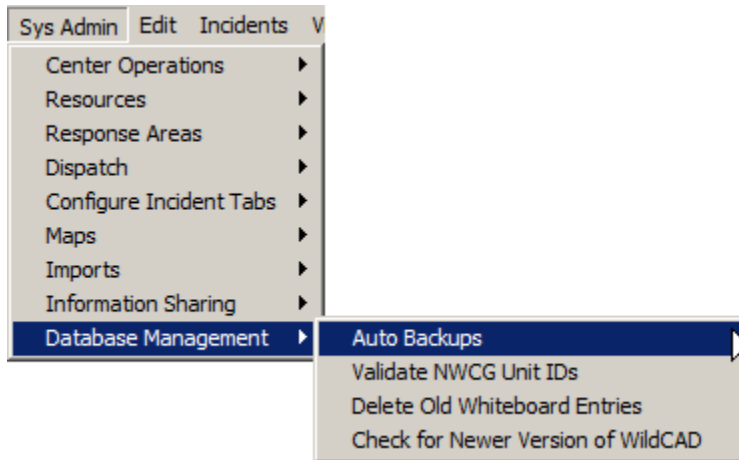 Sys Admin Edit Incidents
Center Operations
Resources
Response Areas
Dispatch
Configure Incident Tabs
Maps
Imports
Information Sharing
Database Management
Auto Backups
Validate NWCG Unit IDs
Delete Old Whiteboard Entries
Check for Newer Version of WildCAD